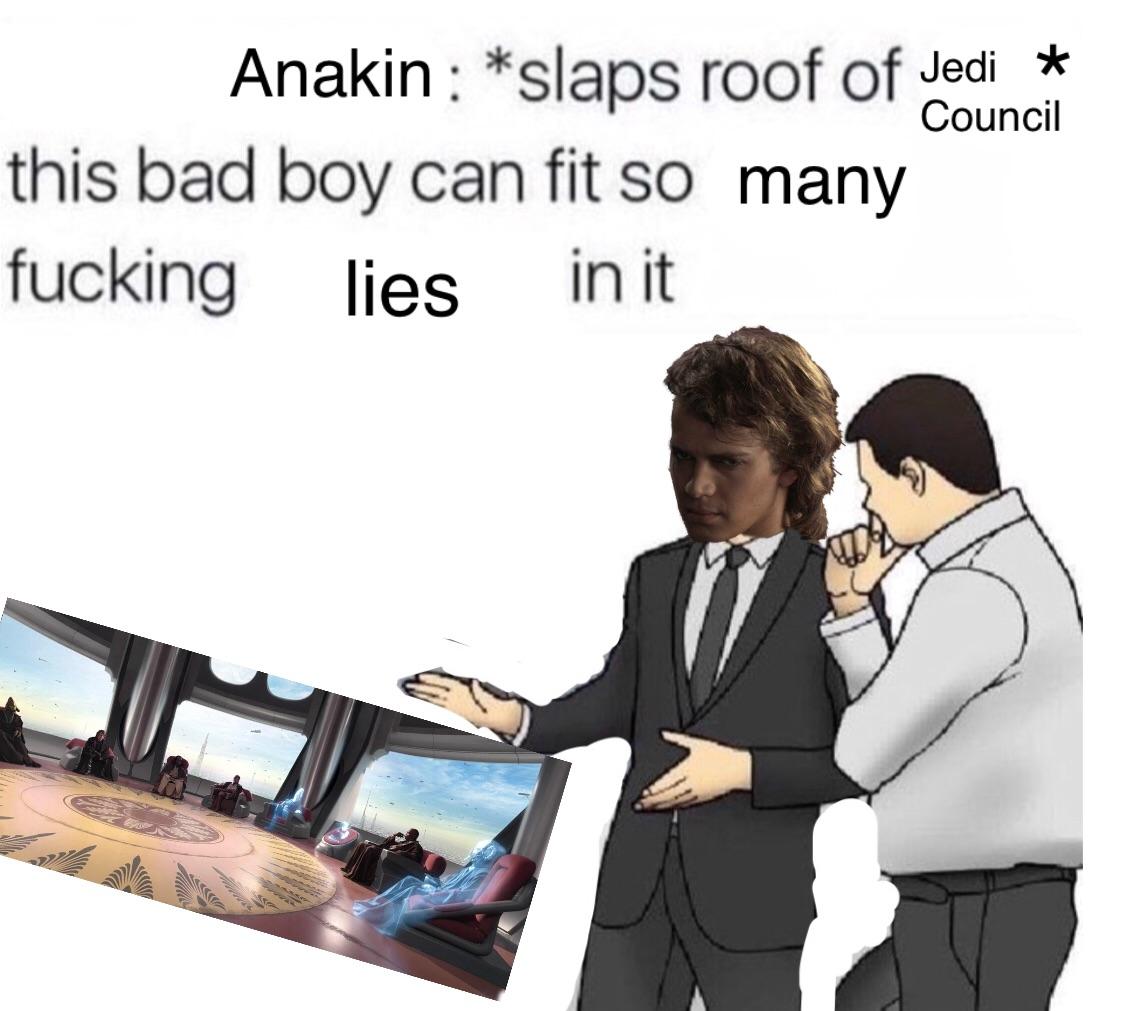 Anakin : *slaps roof of Jedi Council *
this bad boy can fit so many
fucking lies in it